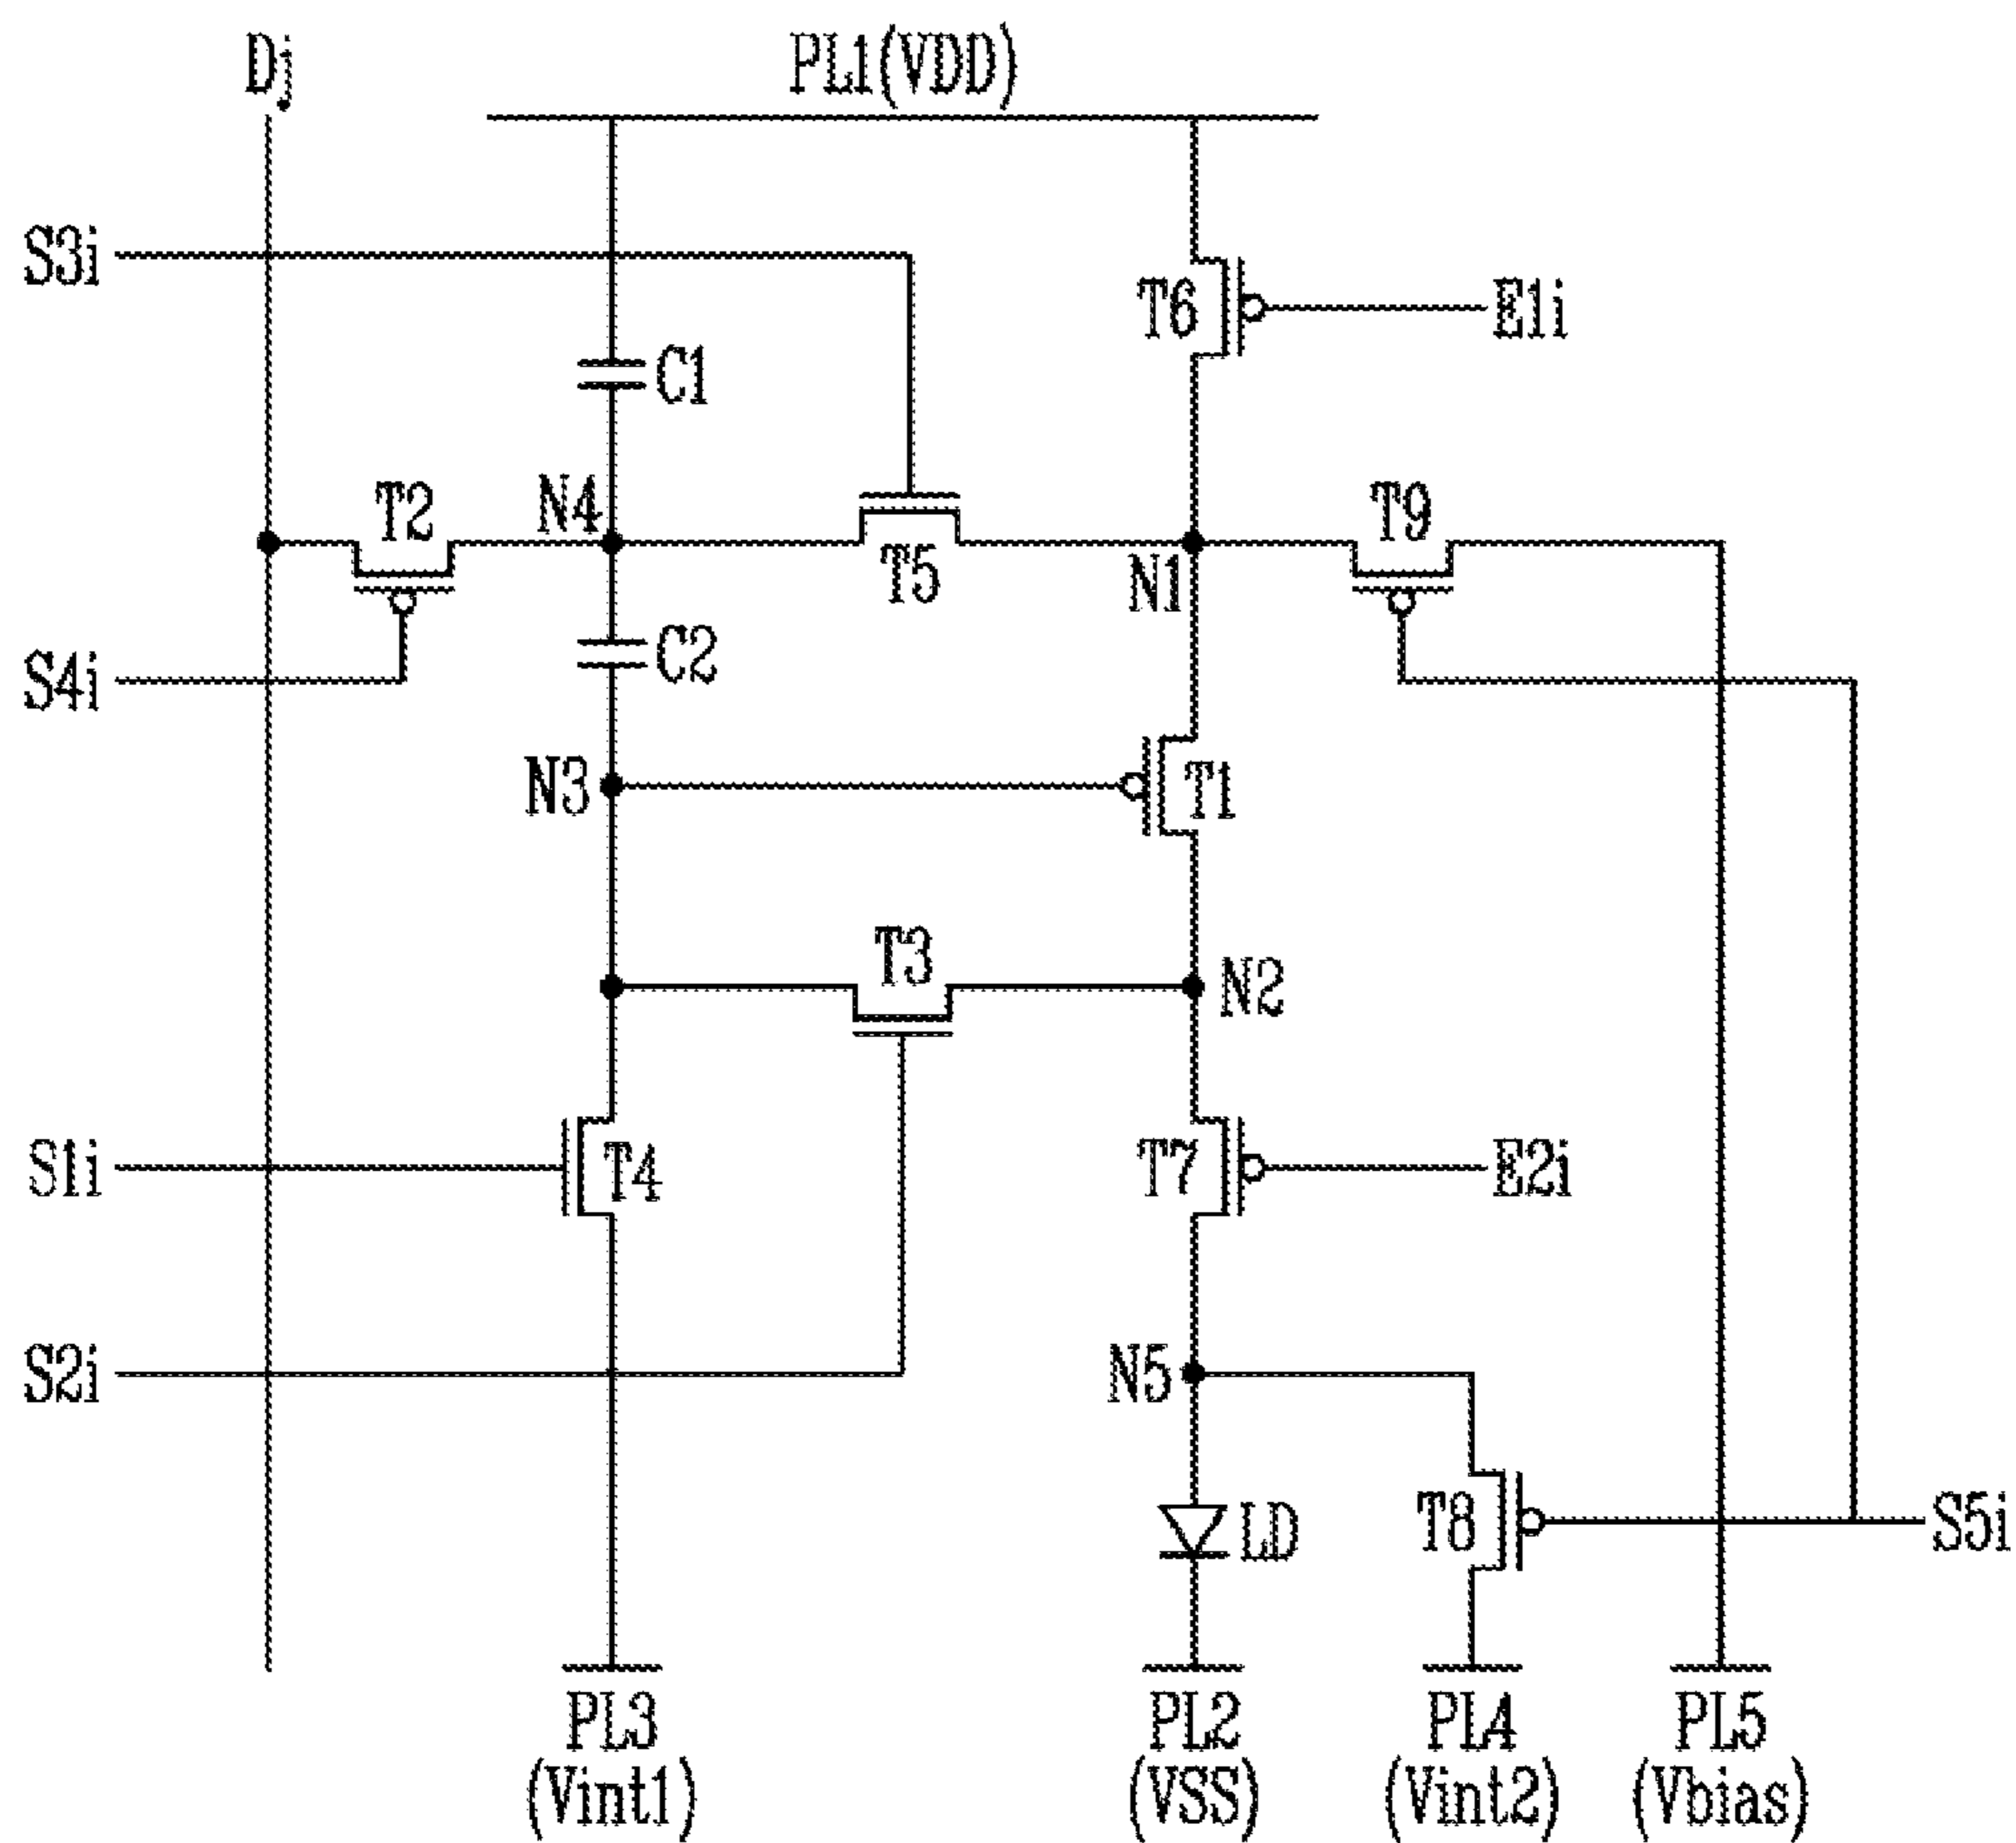 Dj
PL1(VDD)
S3i
T6
E1i
C1
T2
N4
T5
N1
T9
S4i
C2
N3
T1
T3
N2
S1i
T4
T7
E2i
S2i
N5
LD
T8
S5i
PL3
(Vint1)
PL2
(VSS)
PL4
(Vint2)
PL5
(Vbias)